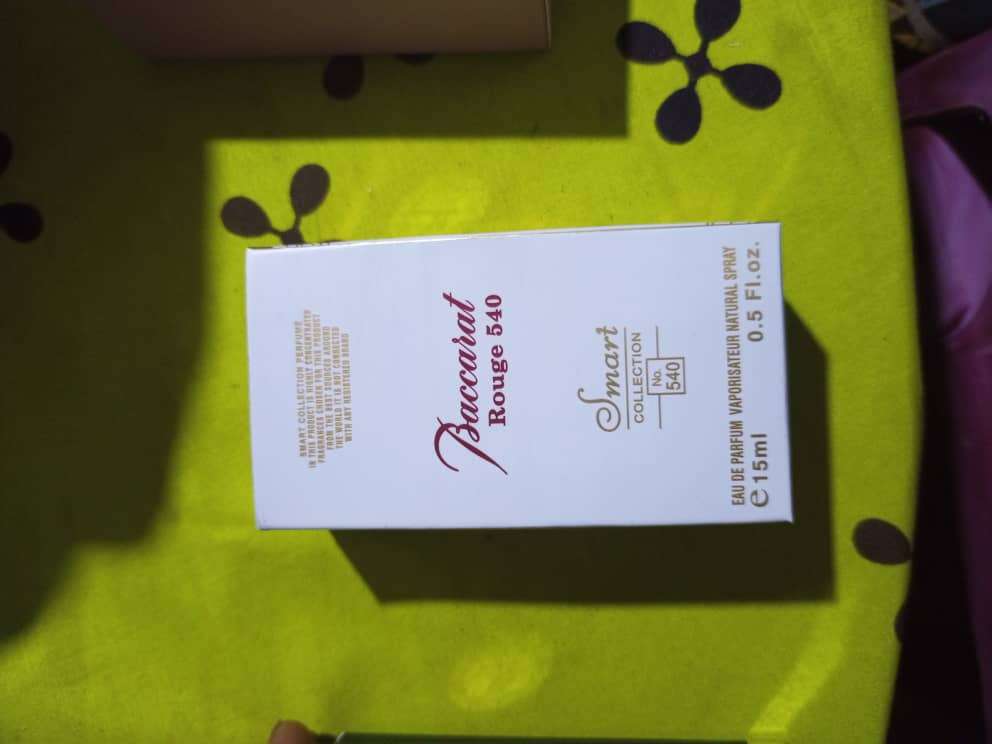 SMART COLLECTION PERFUME
IN THIS PRODUCT IS HIGHLY CONCENTRATED
FRAGRANCES CHOSEN FOR THIS PRODUCT
FROM THE BEST SOURCES AROUND
THE WORLD IT IS NOT CONNECTED
WITH ANY REGISTERED BRAND
Baccarat
Rouge 540
Smart
COLLECTION
No.
540
EAU DE PARFUM VAPORISATEUR NATURAL SPRAY
℮ 15ml 0.5 Fl.oz.